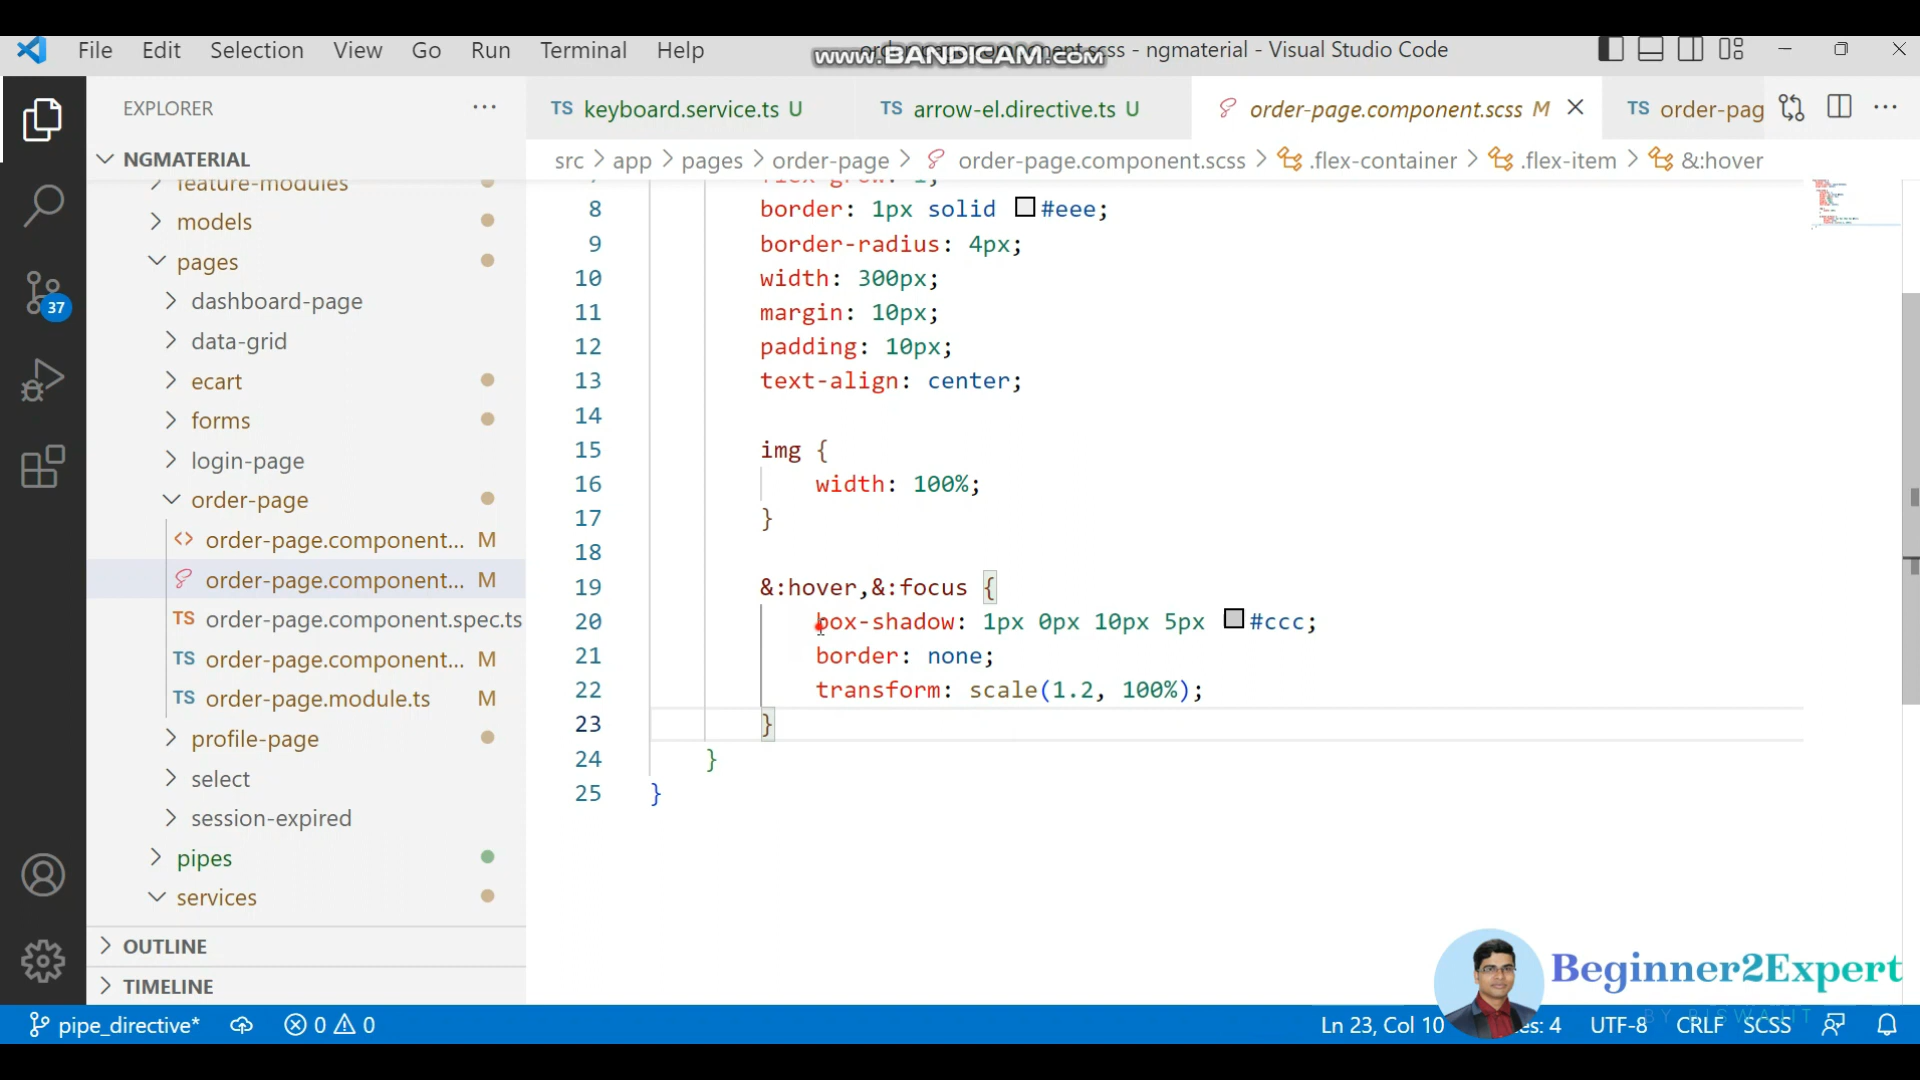 File Edit Selection View Go Run Terminal Help
www.BANDICAM.com
order-page.component.scss - ngmaterial - Visual Studio Code
EXPLORER
TS keyboard.service.ts U
TS arrow-el.directive.ts U
order-page.component.scss M
TS order-pag
NGMATERIAL
src > app > pages > order-page > order-page.component.scss > .flex-container > .flex-item > &:hover
feature-modules
models
pages
dashboard-page
data-grid
37
ecart
forms
login-page
order-page
order-page.component... M
order-page.component... M
TS order-page.component.spec.ts
TS order-page.component... M
TS order-page.module.ts M
profile-page
select
session-expired
pipes
services
OUTLINE
TIMELINE
flex-grow: 1;
8 border: 1px solid #eee;
9 border-radius: 4px;
10 width: 300px;
11 margin: 10px;
12 padding: 10px;
13 text-align: center;
14
15 img {
16 width: 100%;
17 }
18
19 &:hover,&:focus {
20 box-shadow: 1px 0px 10px 5px #ccc;
21 border: none;
22 transform: scale(1.2, 100%);
23 }
24 }
25 }
Beginner2Expert
BY BISWAJIT
pipe_directive* 0 0
Ln 23, Col 10
es: 4
UTF-8 CRLF SCSS